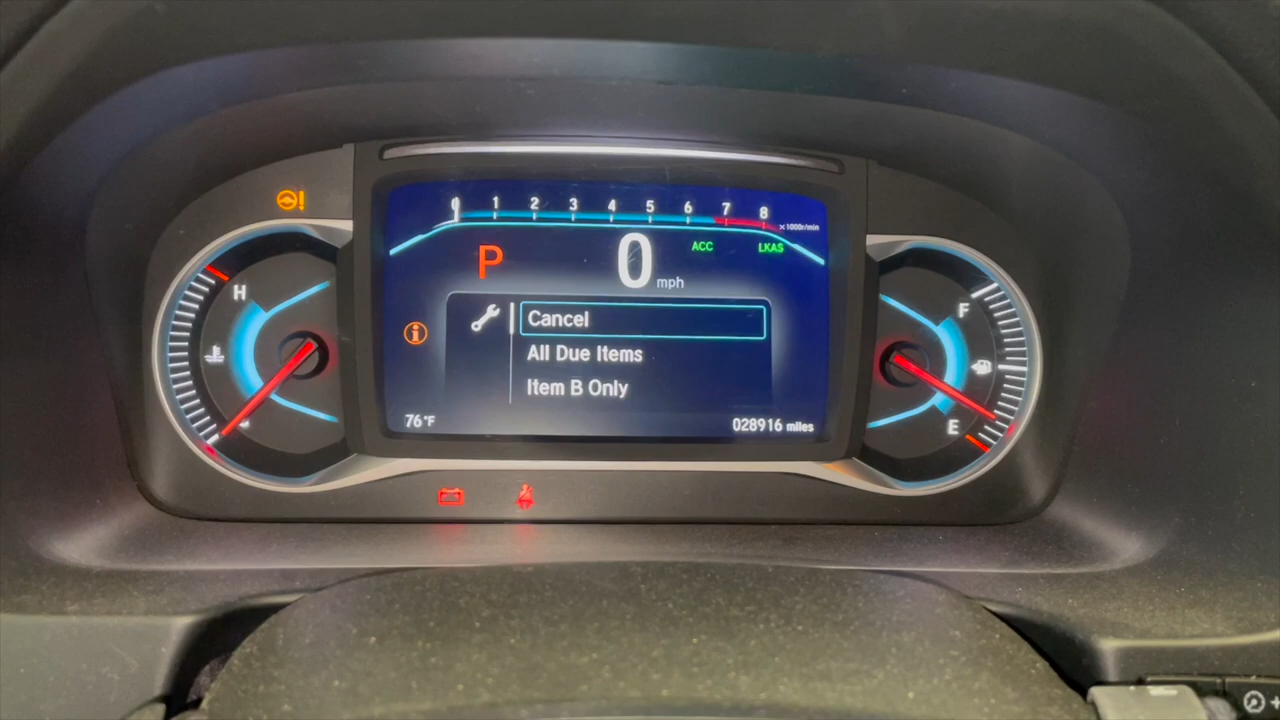 0 1 2 3 4 5 6 7 8
×1000r/min
ACC LKAS
P 0 mph
H
F
Cancel
All Due Items
Item B Only
E
76°F 028916 miles